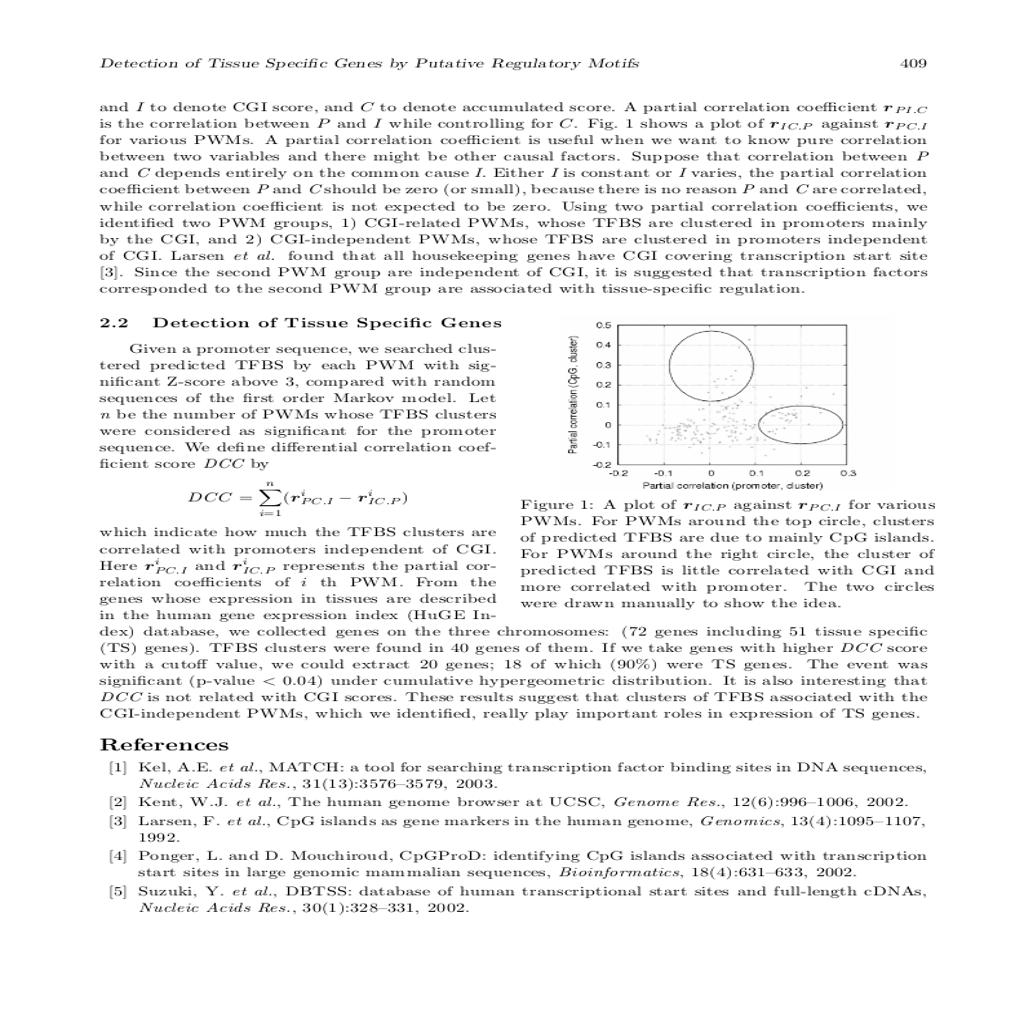 Detection of Tissue Specific Genes by Putative Regulatory Motifs 409
and I to denote CGI score, and C to denote accumulated score. A partial correlation coefficient r_{PI.C}
is the correlation between P and I while controlling for C. Fig. 1 shows a plot of r_{IC.P} against r_{PC.I}
for various PWMs. A partial correlation coefficient is useful when we want to know pure correlation
between two variables and there might be other causal factors. Suppose that correlation between P
and C depends entirely on the common cause I. Either I is constant or I varies, the partial correlation
coefficient between P and C should be zero (or small), because there is no reason P and C are correlated,
while correlation coefficient is not expected to be zero. Using two partial correlation coefficients, we
identified two PWM groups, 1) CGI-related PWMs, whose TFBS are clustered in promoters mainly
by the CGI, and 2) CGI-independent PWMs, whose TFBS are clustered in promoters independent
of CGI. Larsen et al. found that all housekeeping genes have CGI covering transcription start site
[3]. Since the second PWM group are independent of CGI, it is suggested that transcription factors
corresponded to the second PWM group are associated with tissue-specific regulation.
2.2 Detection of Tissue Specific Genes
Given a promoter sequence, we searched clus-
tered predicted TFBS by each PWM with sig-
nificant Z-score above 3, compared with random
sequences of the first order Markov model. Let
n be the number of PWMs whose TFBS clusters
were considered as significant for the promoter
sequence. We define differential correlation coef-
ficient score DCC by
DCC = \sum_{i=1}^{n} (r^{i}_{PC.I} − r^{i}_{IC.P})
which indicate how much the TFBS clusters are
correlated with promoters independent of CGI.
Here r^{i}_{PC.I} and r^{i}_{IC.P} represents the partial cor-
relation coefficients of i th PWM. From the
genes whose expression in tissues are described
in the human gene expression index (HuGE In-
Partial correlation (CpG, cluster)
0.5
0.4
0.3
0.2
0.1
0
-0.1
-0.2
-0.2 -0.1 0 0.1 0.2 0.3
Partial correlation (promoter, cluster)
Figure 1: A plot of r_{IC.P} against r_{PC.I} for various
PWMs. For PWMs around the top circle, clusters
of predicted TFBS are due to mainly CpG islands.
For PWMs around the right circle, the cluster of
predicted TFBS is little correlated with CGI and
more correlated with promoter. The two circles
were drawn manually to show the idea.
dex) database, we collected genes on the three chromosomes: (72 genes including 51 tissue specific
(TS) genes). TFBS clusters were found in 40 genes of them. If we take genes with higher DCC score
with a cutoff value, we could extract 20 genes; 18 of which (90%) were TS genes. The event was
significant (p-value < 0.04) under cumulative hypergeometric distribution. It is also interesting that
DCC is not related with CGI scores. These results suggest that clusters of TFBS associated with the
CGI-independent PWMs, which we identified, really play important roles in expression of TS genes.
References
[1] Kel, A.E. et al., MATCH: a tool for searching transcription factor binding sites in DNA sequences,
Nucleic Acids Res., 31(13):3576–3579, 2003.
[2] Kent, W.J. et al., The human genome browser at UCSC, Genome Res., 12(6):996–1006, 2002.
[3] Larsen, F. et al., CpG islands as gene markers in the human genome, Genomics, 13(4):1095–1107,
1992.
[4] Ponger, L. and D. Mouchiroud, CpGProD: identifying CpG islands associated with transcription
start sites in large genomic mammalian sequences, Bioinformatics, 18(4):631–633, 2002.
[5] Suzuki, Y. et al., DBTSS: database of human transcriptional start sites and full-length cDNAs,
Nucleic Acids Res., 30(1):328–331, 2002.